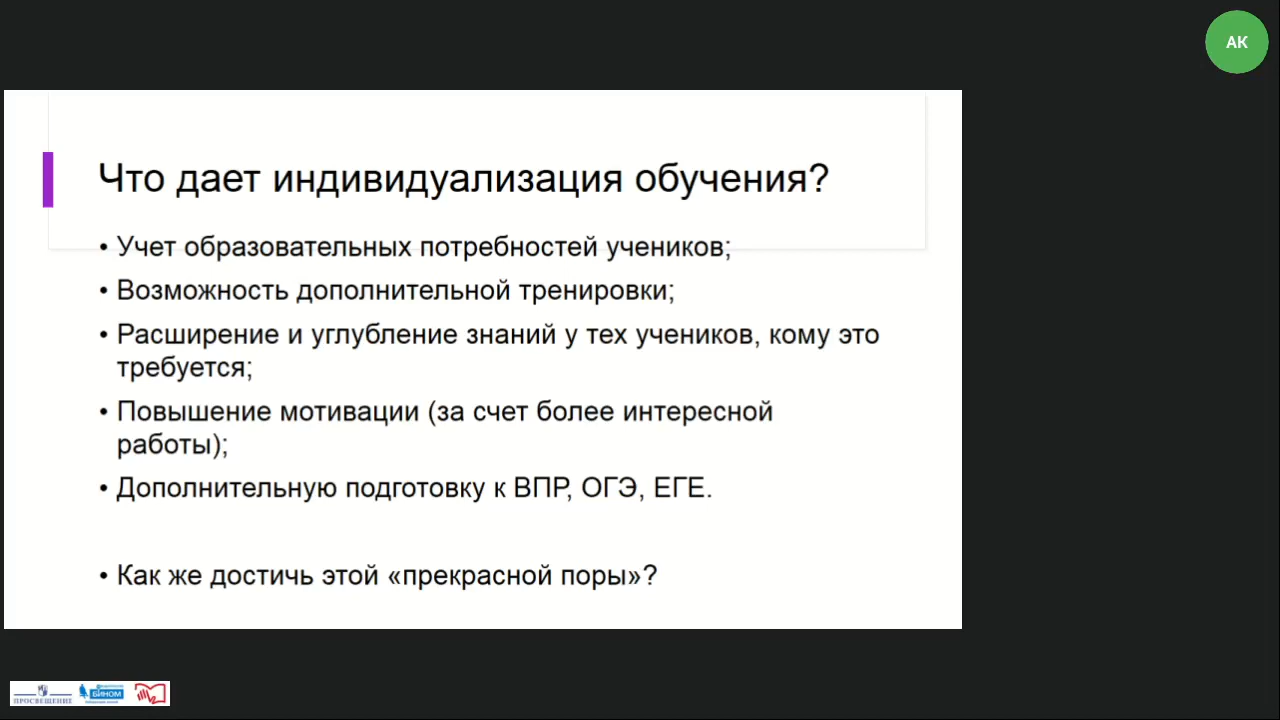 АК
Что дает индивидуализация обучения?
• Учет образовательных потребностей учеников;
• Возможность дополнительной тренировки;
• Расширение и углубление знаний у тех учеников, кому это
требуется;
• Повышение мотивации (за счет более интересной
работы);
• Дополнительную подготовку к ВПР, ОГЭ, ЕГЕ.
• Как же достичь этой «прекрасной поры»?
ПРОСВЕЩЕНИЕ
БИНОМ